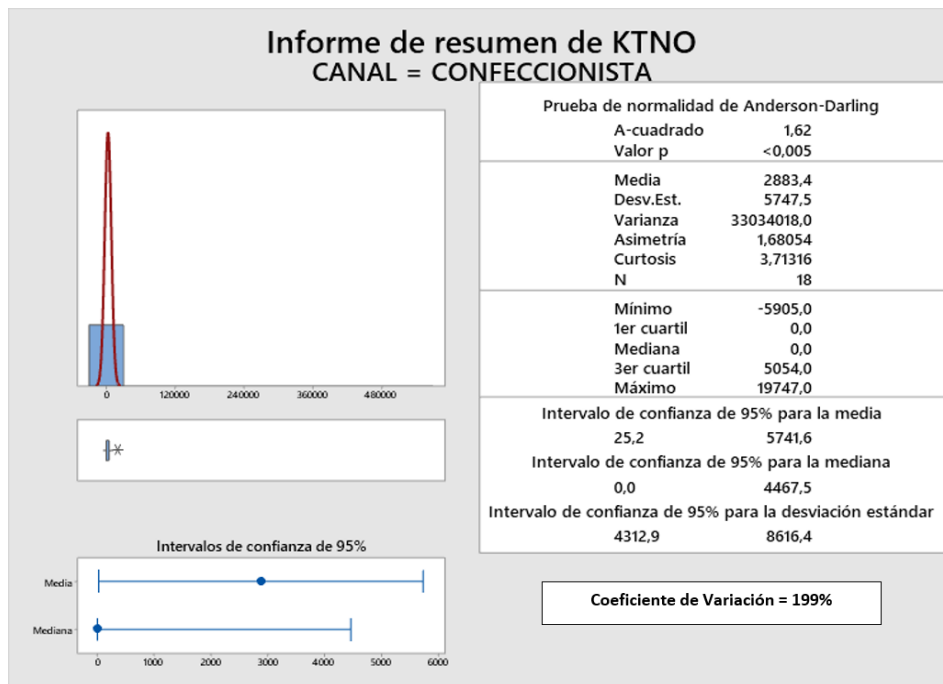 Informe de resumen de KTNO
CANAL = CONFECCIONISTA
Prueba de normalidad de Anderson-Darling
A-cuadrado 1,62
Valor p <0,005
Media 2883,4
Desv.Est. 5747,5
Varianza 33034018,0
Asimetría 1,68054
Curtosis 3,71316
N 18
Mínimo -5905,0
1er cuartil 0,0
Mediana 0,0
3er cuartil 5054,0
Máximo 19747,0
Intervalo de confianza de 95% para la media
25,2 5741,6
Intervalo de confianza de 95% para la mediana
0,0 4467,5
Intervalo de confianza de 95% para la desviación estándar
4312,9 8616,4
0 120000 240000 360000 480000
Intervalos de confianza de 95%
Media
Mediana
0 1000 2000 3000 4000 5000 6000
Coeficiente de Variación = 199%